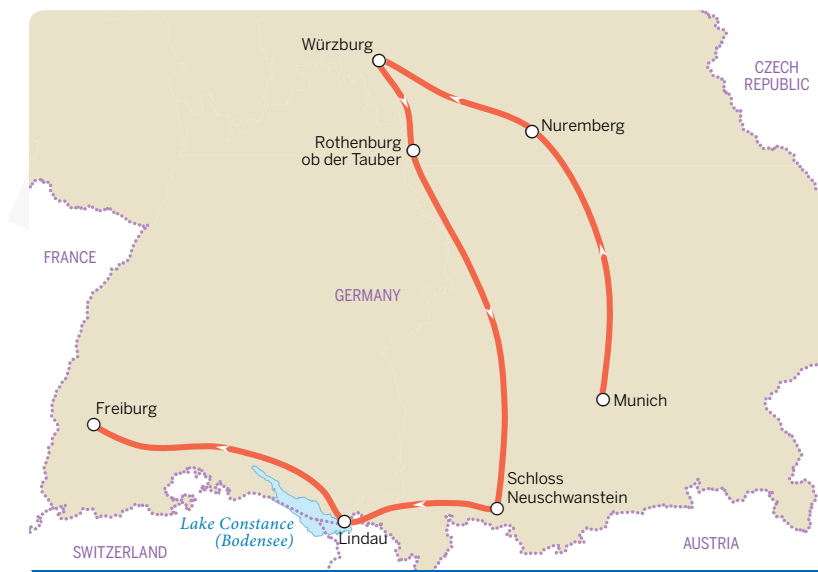 Würzburg
CZECH
REPUBLIC
Nuremberg
Rothenburg
ob der Tauber
FRANCE
GERMANY
Munich
Freiburg
Schloss
Neuschwanstein
Lake Constance
(Bodensee)
Lindau
SWITZERLAND
AUSTRIA